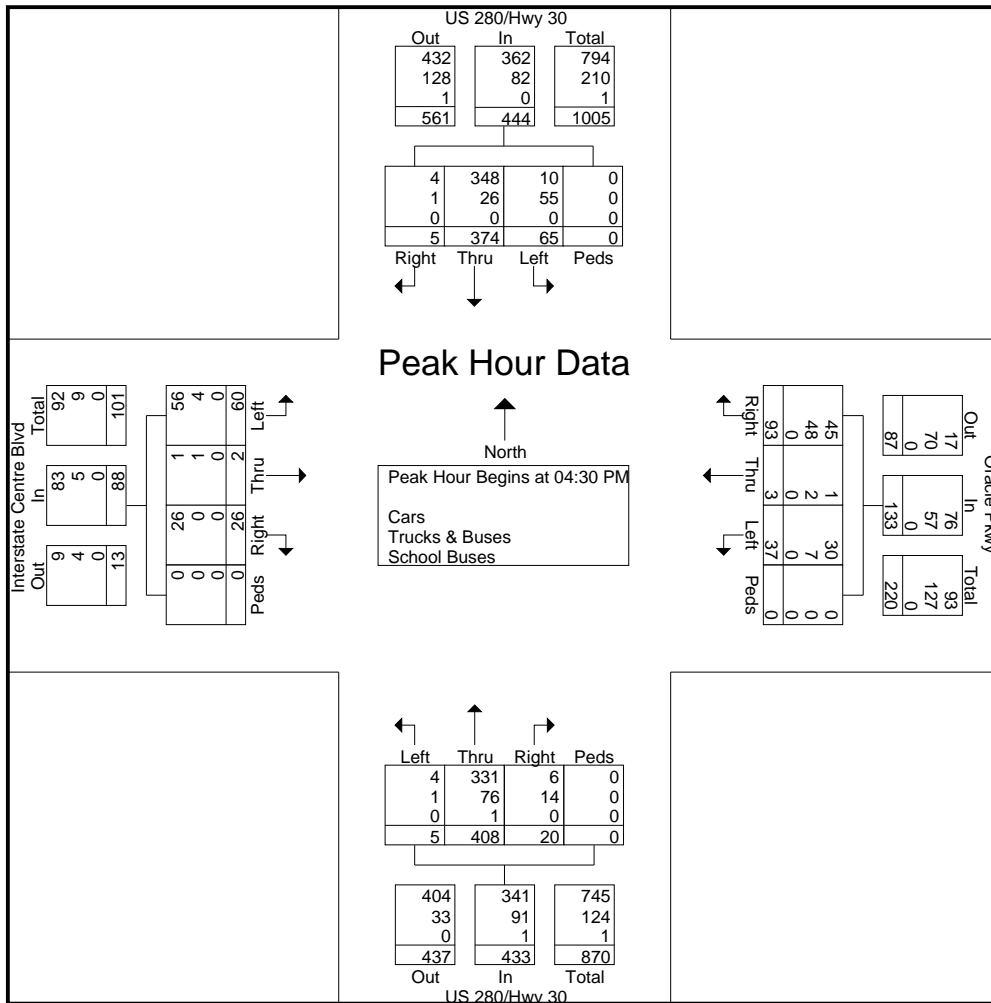 US 280/Hwy 30
Out In Total
432 362 794
128 82 210
1 0 1
561 444 1005
4 348 10 0
1 26 55 0
0 0 0 0
5 374 65 0
Right Thru Left Peds
Peak Hour Data
North
Peak Hour Begins at 04:30 PM
Cars
Trucks & Buses
School Buses
Interstate Centre Blvd
Out In Total
9 83 92
4 5 9
0 0 0
13 88 101
56 1 26 0
4 1 0 0
0 0 0 0
60 2 26 0
Left Thru Right Peds
Right Thru Left Peds
45 1 30 0
48 2 7 0
0 0 0 0
93 3 37 0
Out In Total
17 76 93
70 57 127
0 0 0
87 133 220
Left Thru Right Peds
4 331 6 0
1 76 14 0
0 1 0 0
5 408 20 0
404 341 745
33 91 124
0 1 1
437 433 870
Out In Total
US 280/Hwy 30